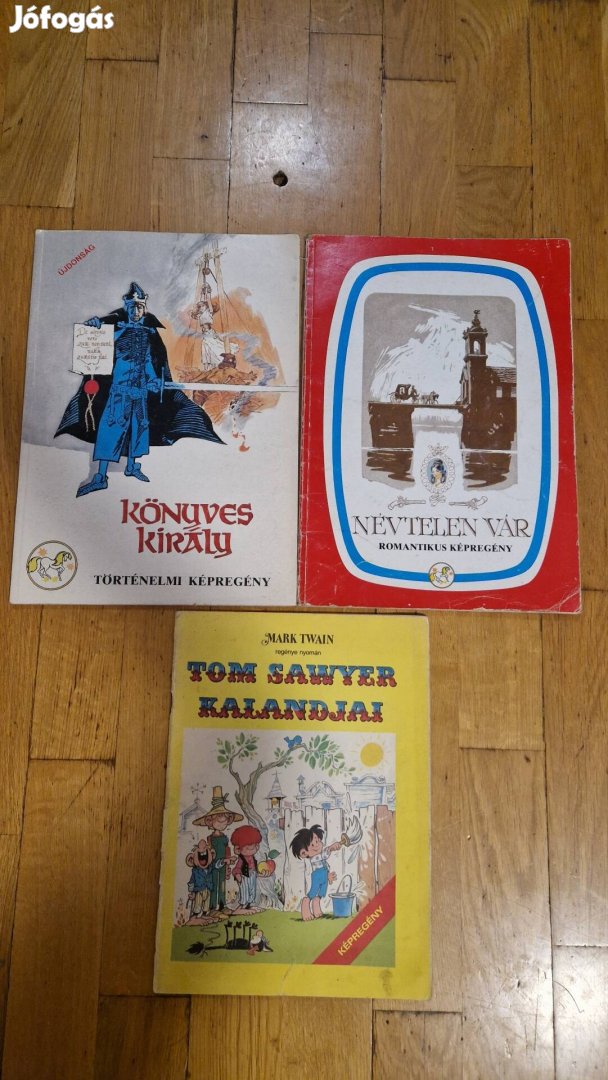 Jófogás
ÚJDONSÁG
KÖNYVES
KIRÁLY
TÖRTÉNELMI KÉPREGÉNY
NÉVTELEN VÁR
ROMANTIKUS KÉPREGÉNY
MARK TWAIN
regénye nyomán
TOM SAWYER
KALANDJAI
KÉPREGÉNY